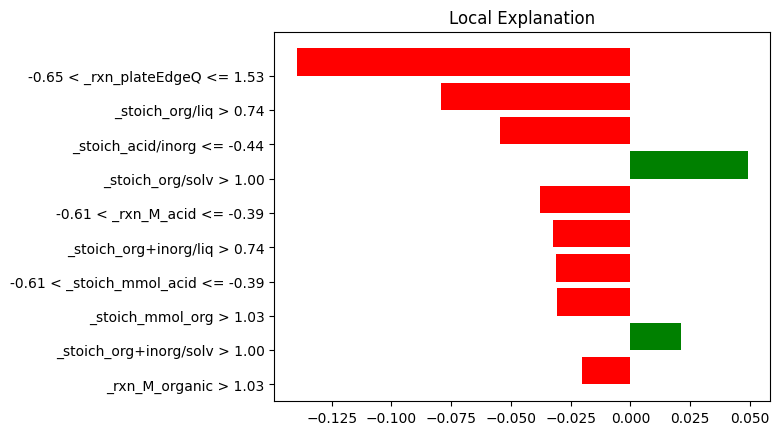 Local Explanation
-0.65 < _rxn_plateEdgeQ <= 1.53
_stoich_org/liq > 0.74
_stoich_acid/inorg <= -0.44
_stoich_org/solv > 1.00
-0.61 < _rxn_M_acid <= -0.39
_stoich_org+inorg/liq > 0.74
-0.61 < _stoich_mmol_acid <= -0.39
_stoich_mmol_org > 1.03
_stoich_org+inorg/solv > 1.00
_rxn_M_organic > 1.03
−0.125 −0.100 −0.075 −0.050 −0.025 0.000 0.025 0.050